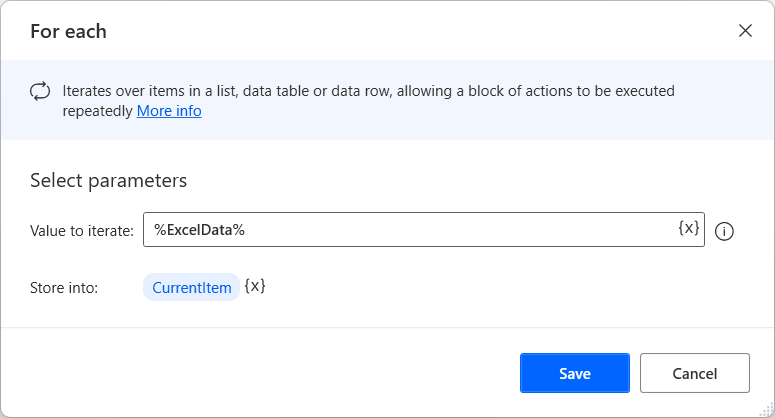 For each
Iterates over items in a list, data table or data row, allowing a block of actions to be executed
repeatedly More info
Select parameters
Value to iterate: %ExcelData% {x}
Store into: CurrentItem {x}
Save Cancel